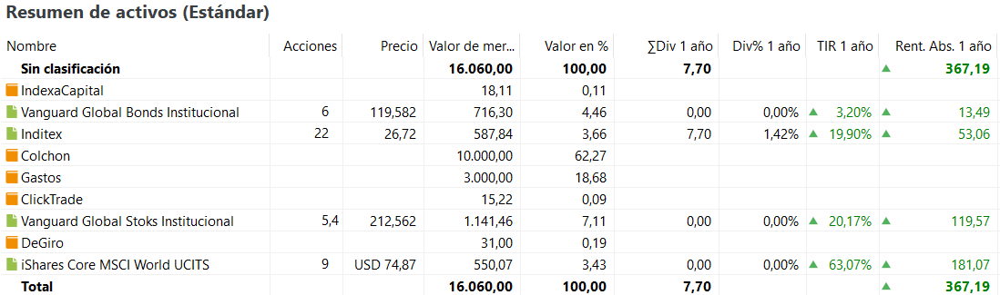 Resumen de activos (Estándar)
Nombre Acciones Precio Valor de mer... Valor en % ∑Div 1 año Div% 1 año TIR 1 año Rent. Abs. 1 año
Sin clasificación 16.060,00 100,00 7,70 367,19
IndexaCapital 18,11 0,11
Vanguard Global Bonds Institucional 6 119,582 716,30 4,46 0,00 0,00% 3,20% 13,49
Inditex 22 26,72 587,84 3,66 7,70 1,42% 19,90% 53,06
Colchon 10.000,00 62,27
Gastos 3.000,00 18,68
ClickTrade 15,22 0,09
Vanguard Global Stoks Institucional 5,4 212,562 1.141,46 7,11 0,00 0,00% 20,17% 119,57
DeGiro 31,00 0,19
iShares Core MSCI World UCITS 9 USD 74,87 550,07 3,43 0,00 0,00% 63,07% 181,07
Total 16.060,00 100,00 7,70 367,19